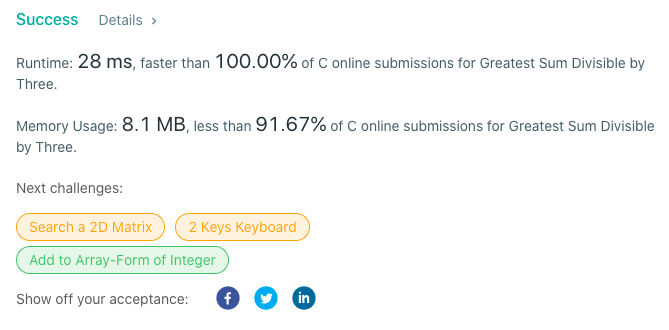 Success Details >
Runtime: 28 ms, faster than 100.00% of C online submissions for Greatest Sum Divisible by
Three.
Memory Usage: 8.1 MB, less than 91.67% of C online submissions for Greatest Sum Divisible
by Three.
Next challenges:
Search a 2D Matrix 2 Keys Keyboard
Add to Array-Form of Integer
Show off your acceptance: f in